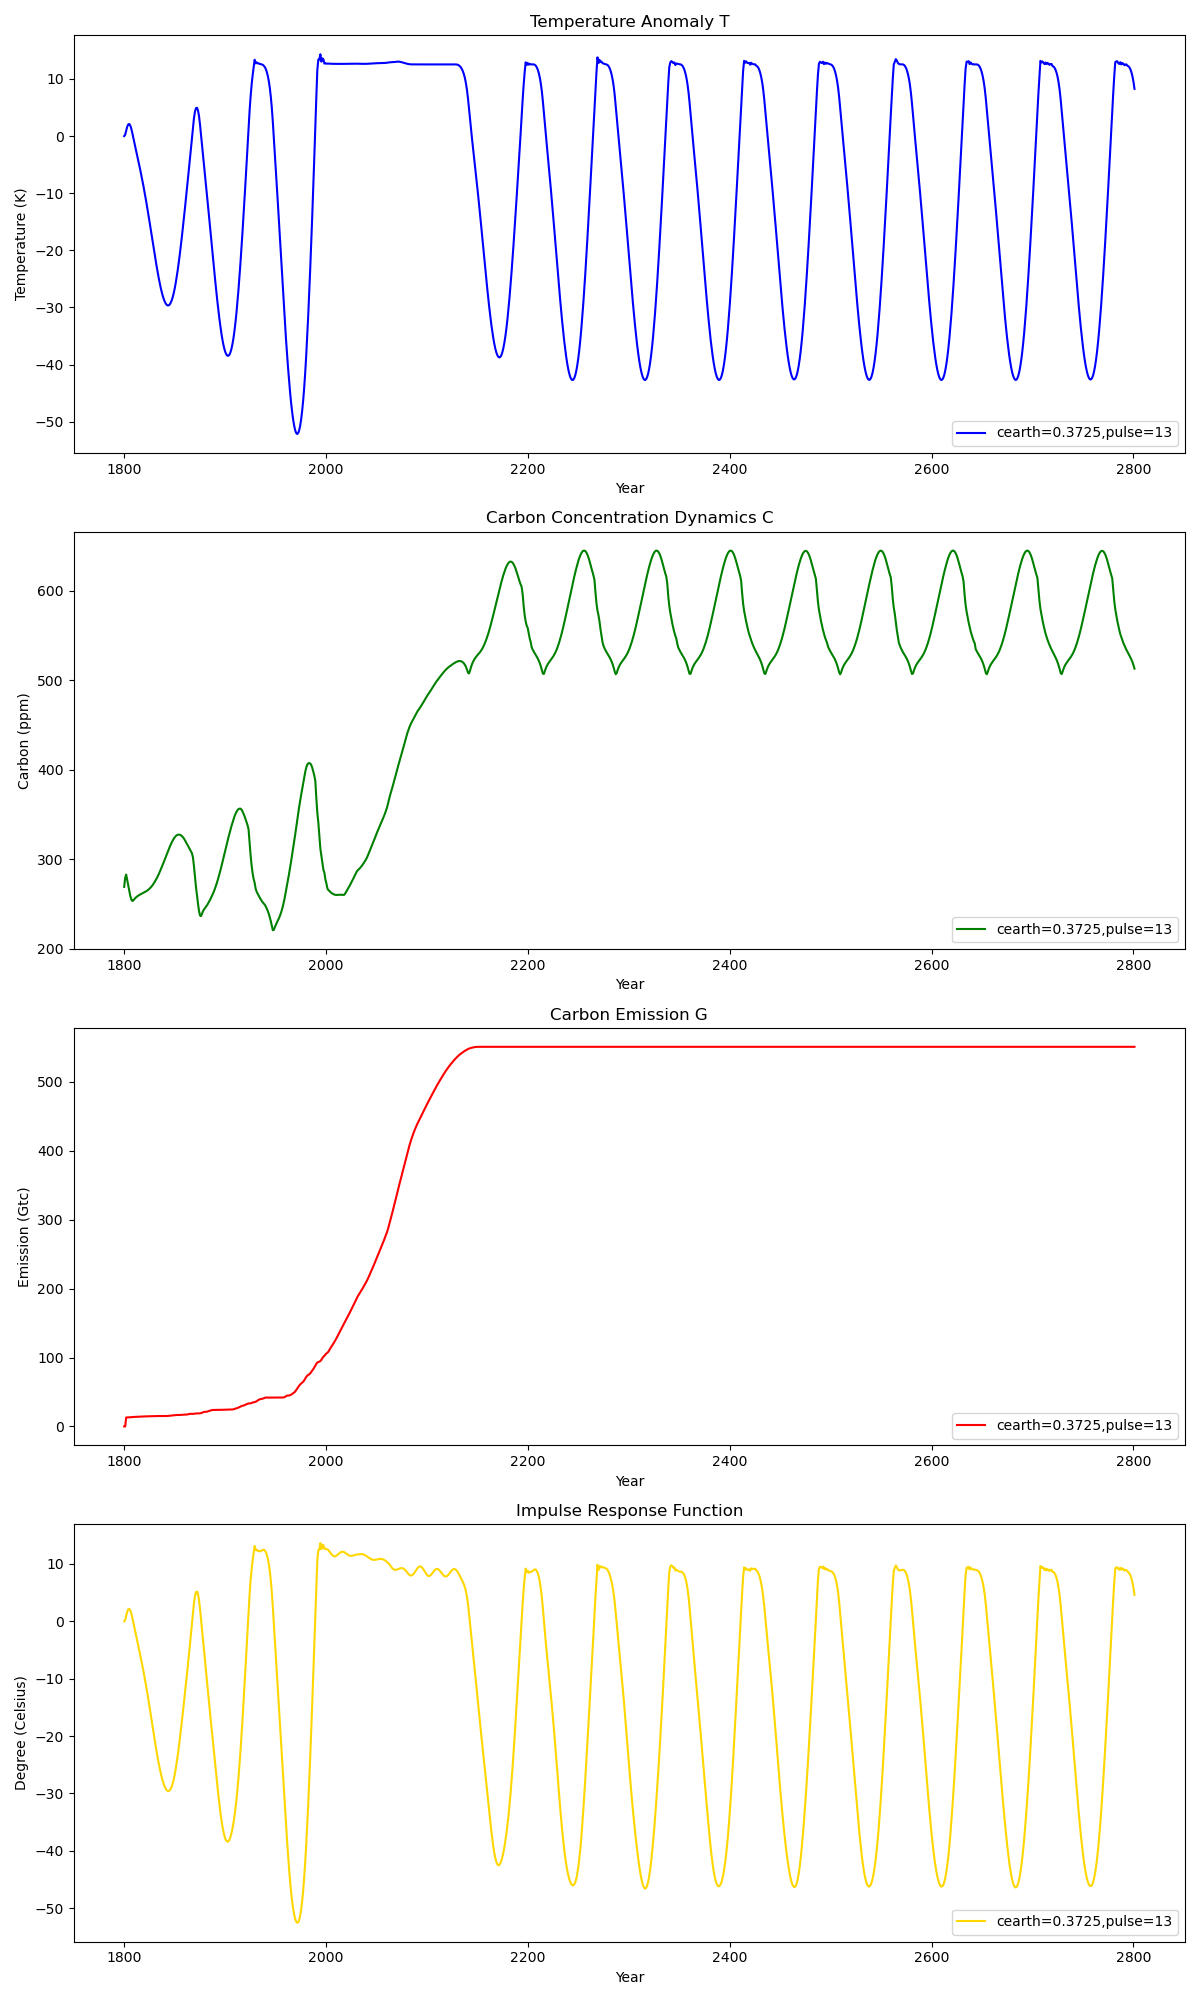 Temperature Anomaly T
10
0
−10
−20
−30
−40
−50
Temperature (K)
cearth=0.3725,pulse=13
1800 2000 2200 2400 2600 2800
Year
Carbon Concentration Dynamics C
600
500
400
300
200
Carbon (ppm)
cearth=0.3725,pulse=13
1800 2000 2200 2400 2600 2800
Year
Carbon Emission G
500
400
300
200
100
0
Emission (Gtc)
cearth=0.3725,pulse=13
1800 2000 2200 2400 2600 2800
Year
Impulse Response Function
10
0
−10
−20
−30
−40
−50
Degree (Celsius)
cearth=0.3725,pulse=13
1800 2000 2200 2400 2600 2800
Year